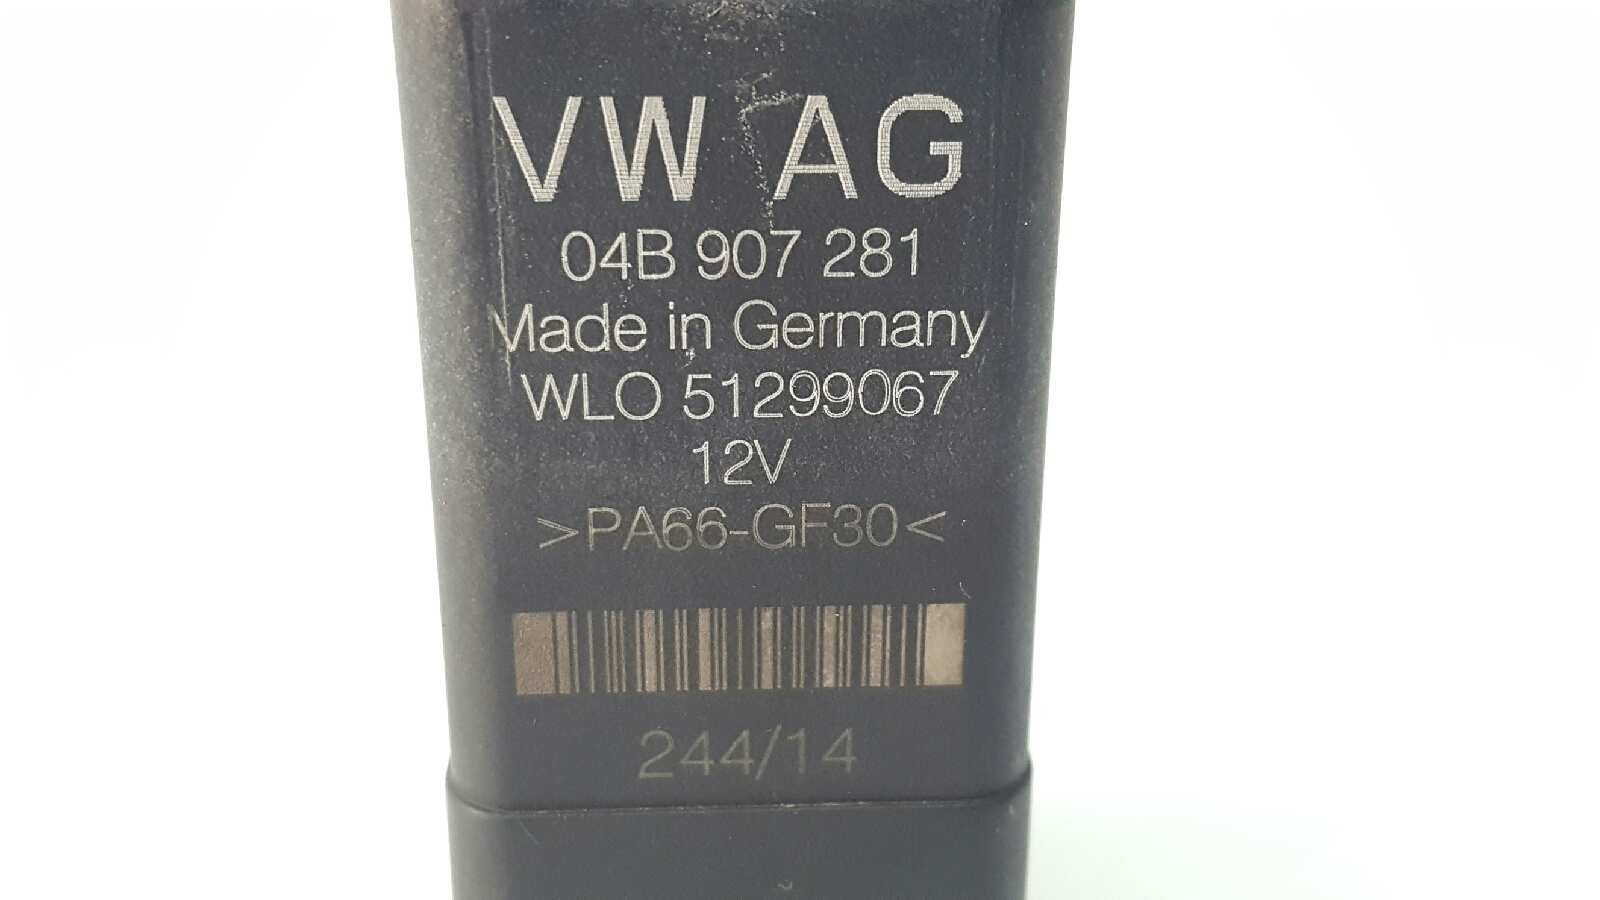 VW AG
04B 907 281
Made in Germany
WLO 51299067
12V
>PA66-GF30<
244/14